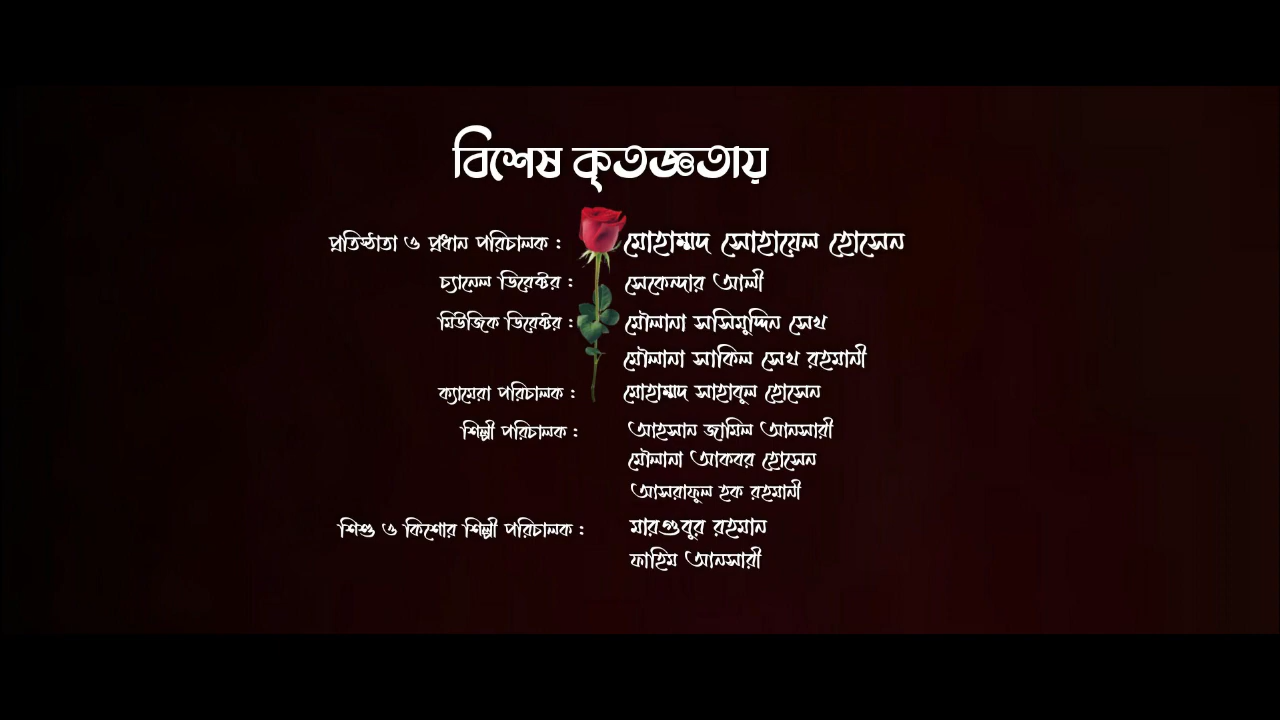 বিশেষ কৃতজ্ঞতায়
প্রতিষ্ঠাতা ও প্রধান পরিচালক : মোহাম্মদ সোহায়েল হোসেন
চ্যানেল ডিরেক্টর : সেকেন্দার আলী
মিউজিক ডিরেক্টর : মৌলানা সসিমুদ্দিন সেখ
মৌলানা সাকিল সেখ রহমানী
ক্যামেরা পরিচালক : মোহাম্মদ সাহাবুল হোসেন
শিল্পী পরিচালক : আহসান জামিল আনসারী
মৌলানা আকবর হোসেন
আসরাফুল হক রহমানী
শিশু ও কিশোর শিল্পী পরিচালক : মারগুবুর রহমান
ফাহিম আনসারী